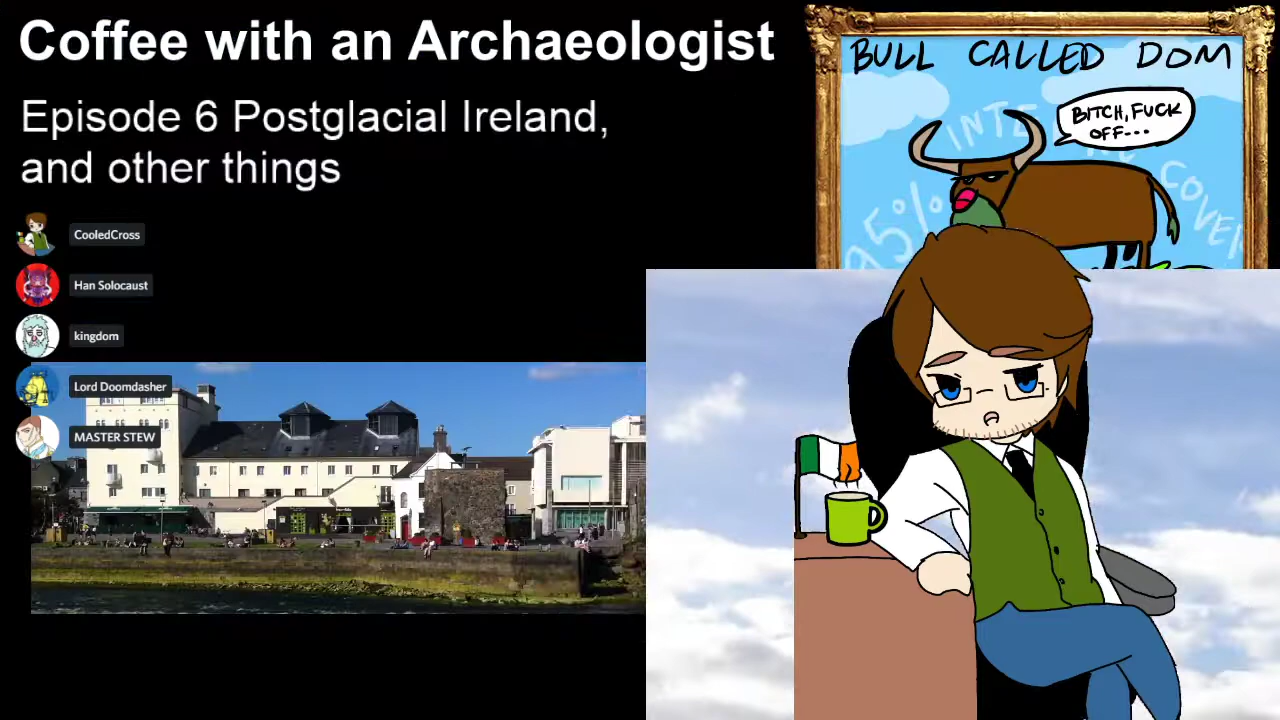 Coffee with an Archaeologist
Episode 6 Postglacial Ireland,
and other things
BULL CALLED DOM
BITCH, FUCK
OFF---
95%
CooledCross
Han Solocaust
kingdom
Lord Doomdasher
MASTER STEW